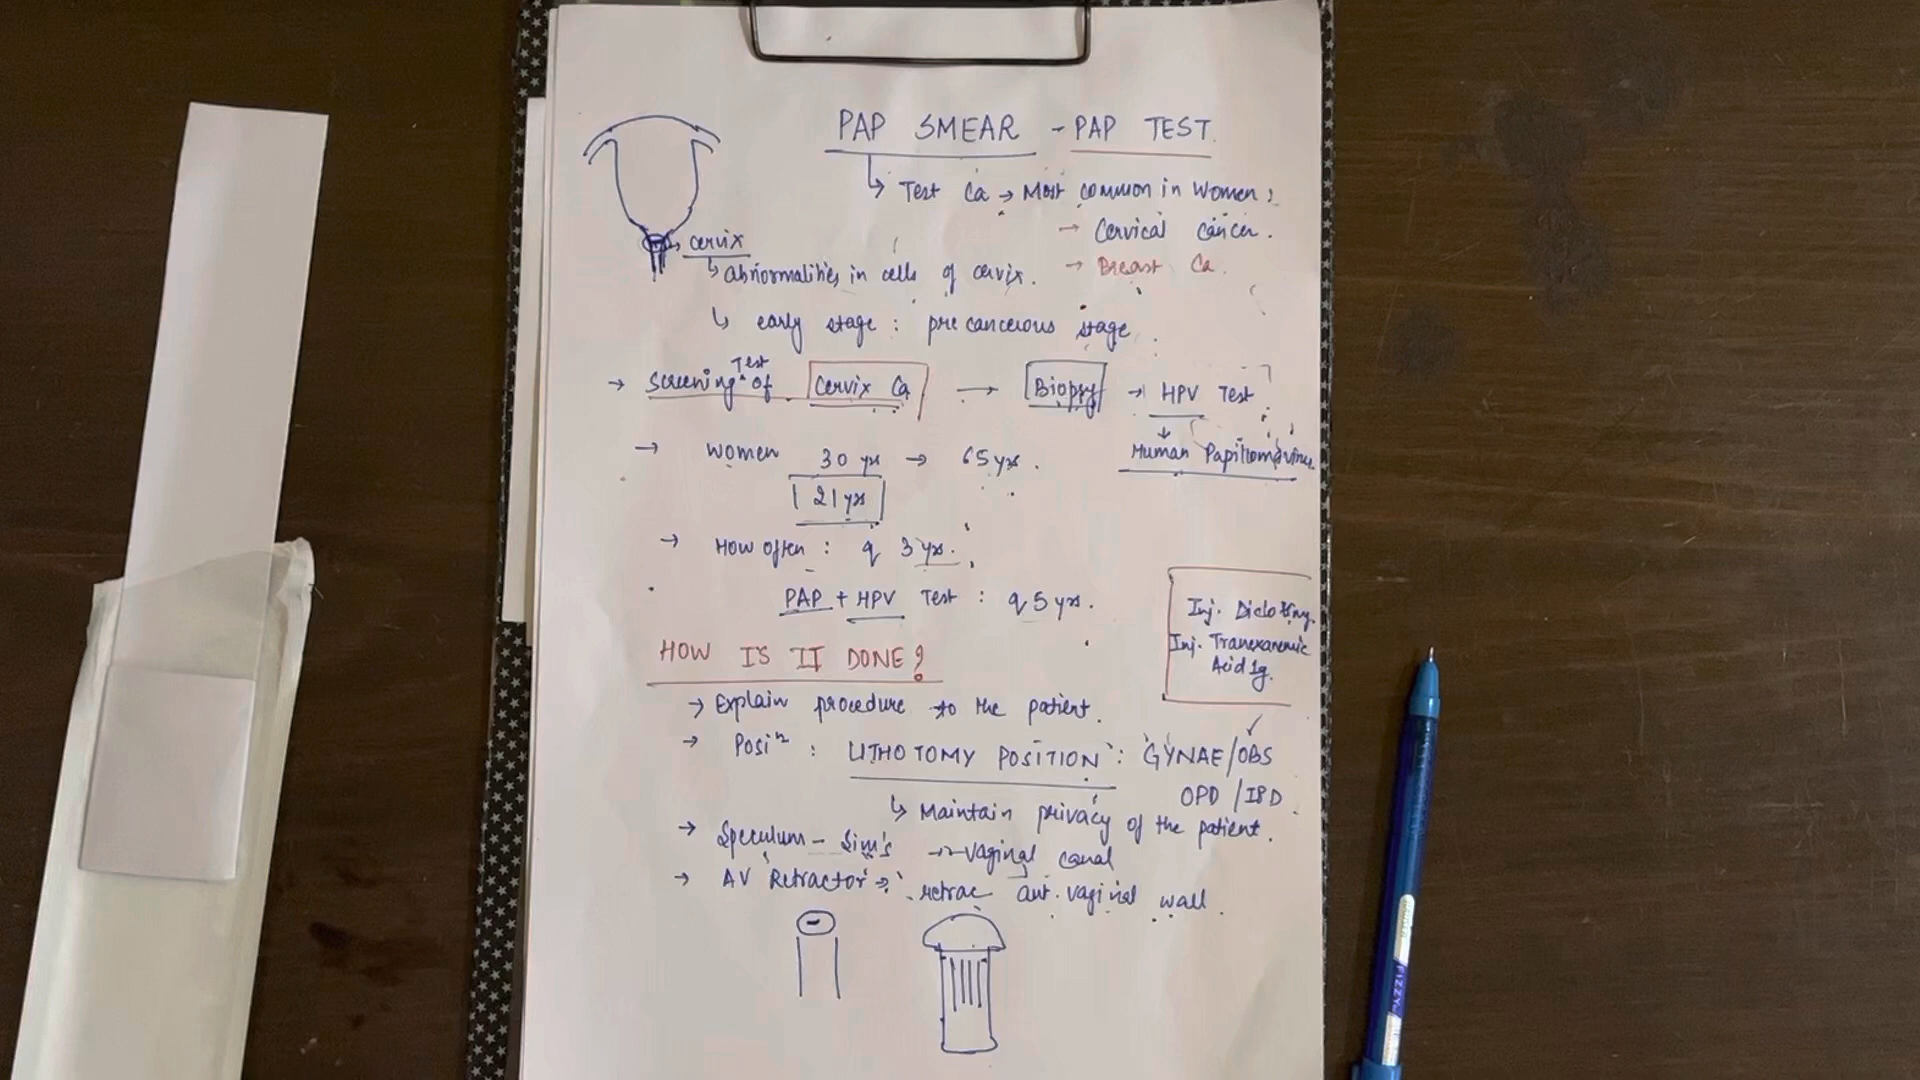 PAP SMEAR - PAP TEST.
↳ Test Ca → Most common in Women:
→ Cervical Cancer.
→ Breast Ca.
→ cervix
↳ abnormalities in cells of cervix.
↳ early stage : precancerous stage.
→ Screening Test of Cervix Ca → Biopsy → HPV Test
↓
Human Papillomavirus
→ Women 30 yrs → 65 yrs.
21 yrs
→ How often : q 3 yrs.
PAP + HPV Test : q 5 yrs.
Inj. Diclo
Inj. Tranexanemic
Acid 1g.
HOW IS IT DONE?
→ Explain procedure to the patient.
→ Posiⁿ : LITHOTOMY POSITION : GYNAE/OBS
OPD / IPD
↳ Maintain privacy of the patient.
→ Speculum - Sim's → vaginal canal
→ AV Retractor → retrac ant. vaginal wall.
FIZZY